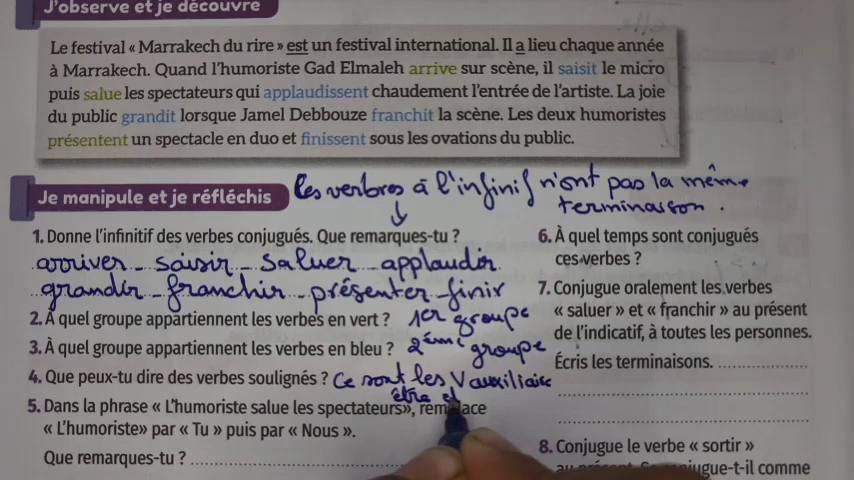 J'observe et je découvre
Le festival « Marrakech du rire » est un festival international. Il a lieu chaque année
à Marrakech. Quand l'humoriste Gad Elmaleh arrive sur scène, il saisit le micro
puis salue les spectateurs qui applaudissent chaudement l'entrée de l'artiste. La joie
du public grandit lorsque Jamel Debbouze franchit la scène. Les deux humoristes
présentent un spectacle en duo et finissent sous les ovations du public.
Je manipule et je réfléchis
les verbres à l'infinif n'ont pas la même
terminaison.
1. Donne l'infinitif des verbes conjugués. Que remarques-tu ?
arriver - saisir - saluer - applaudir
grandir - franchir - présenter - finir
2. À quel groupe appartiennent les verbes en vert ? 1er groupe
3. À quel groupe appartiennent les verbes en bleu ? 2ème groupe
4. Que peux-tu dire des verbes soulignés ? Ce sont les V auxiliaire
être et
5. Dans la phrase « L'humoriste salue les spectateurs», remplace
« L'humoriste» par « Tu » puis par « Nous ».
Que remarques-tu ?
6. À quel temps sont conjugués
ces verbes ?
7. Conjugue oralement les verbes
« saluer » et « franchir » au présent
de l'indicatif, à toutes les personnes.
Écris les terminaisons.
8. Conjugue le verbe « sortir »
au présent. Se conjugue-t-il comme